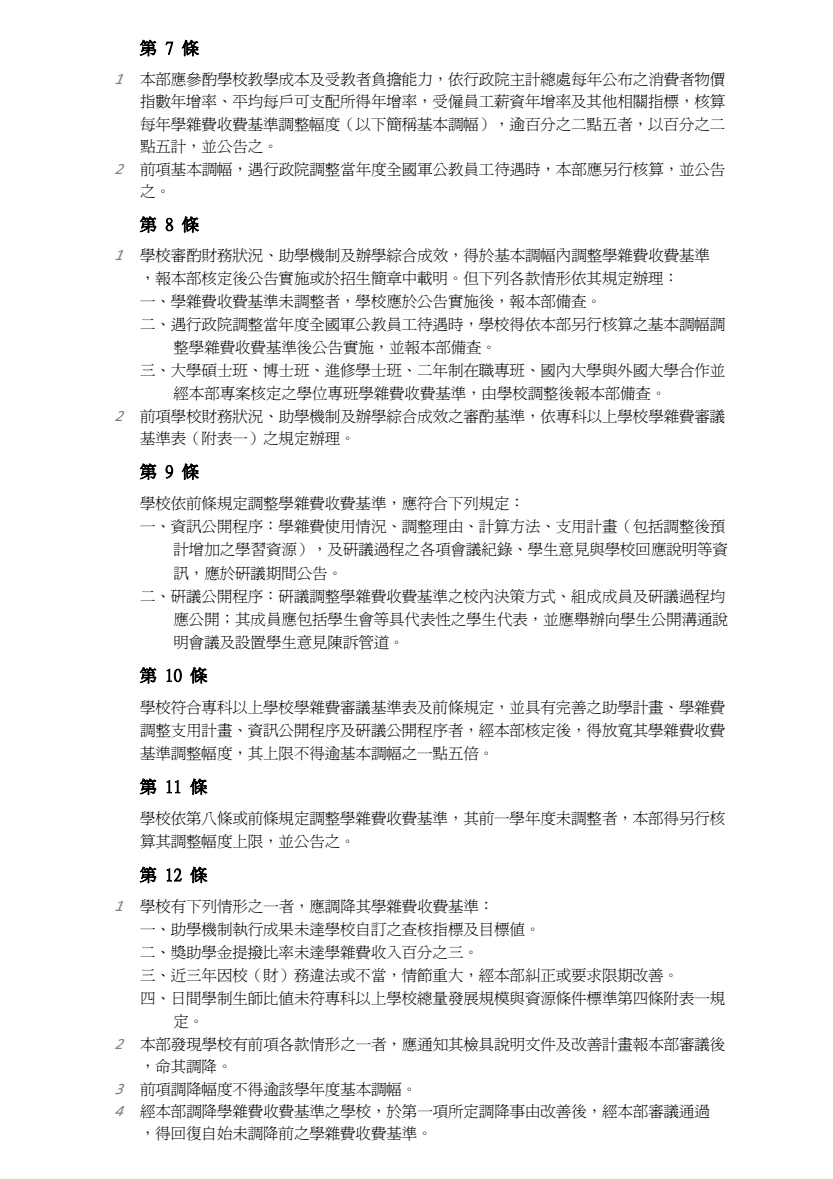 第 7 條
1 本部應參酌學校教學成本及受教者負擔能力，依行政院主計總處每年公布之消費者物價
指數年增率、平均每戶可支配所得年增率，受僱員工薪資年增率及其他相關指標，核算
每年學雜費收費基準調整幅度（以下簡稱基本調幅），逾百分之二點五者，以百分之二
點五計，並公告之。
2 前項基本調幅，遇行政院調整當年度全國軍公教員工待遇時，本部應另行核算，並公告
之。
第 8 條
1 學校審酌財務狀況、助學機制及辦學綜合成效，得於基本調幅內調整學雜費收費基準
，報本部核定後公告實施或於招生簡章中載明。但下列各款情形依其規定辦理：
一、學雜費收費基準未調整者，學校應於公告實施後，報本部備查。
二、遇行政院調整當年度全國軍公教員工待遇時，學校得依本部另行核算之基本調幅調
整學雜費收費基準後公告實施，並報本部備查。
三、大學碩士班、博士班、進修學士班、二年制在職專班、國內大學與外國大學合作並
經本部專案核定之學位專班學雜費收費基準，由學校調整後報本部備查。
2 前項學校財務狀況、助學機制及辦學綜合成效之審酌基準，依專科以上學校學雜費審議
基準表（附表一）之規定辦理。
第 9 條
學校依前條規定調整學雜費收費基準，應符合下列規定：
一、資訊公開程序：學雜費使用情況、調整理由、計算方法、支用計畫（包括調整後預
計增加之學習資源），及研議過程之各項會議紀錄、學生意見與學校回應說明等資
訊，應於研議期間公告。
二、研議公開程序：研議調整學雜費收費基準之校內決策方式、組成成員及研議過程均
應公開；其成員應包括學生會等具代表性之學生代表，並應舉辦向學生公開溝通說
明會議及設置學生意見陳訴管道。
第 10 條
學校符合專科以上學校學雜費審議基準表及前條規定，並具有完善之助學計畫、學雜費
調整支用計畫、資訊公開程序及研議公開程序者，經本部核定後，得放寬其學雜費收費
基準調整幅度，其上限不得逾基本調幅之一點五倍。
第 11 條
學校依第八條或前條規定調整學雜費收費基準，其前一學年度未調整者，本部得另行核
算其調整幅度上限，並公告之。
第 12 條
1 學校有下列情形之一者，應調降其學雜費收費基準：
一、助學機制執行成果未達學校自訂之查核指標及目標值。
二、獎助學金提撥比率未達學雜費收入百分之三。
三、近三年因校（財）務違法或不當，情節重大，經本部糾正或要求限期改善。
四、日間學制生師比值未符專科以上學校總量發展規模與資源條件標準第四條附表一規
定。
2 本部發現學校有前項各款情形之一者，應通知其檢具說明文件及改善計畫報本部審議後
，命其調降。
3 前項調降幅度不得逾該學年度基本調幅。
4 經本部調降學雜費收費基準之學校，於第一項所定調降事由改善後，經本部審議通過
，得回復自始未調降前之學雜費收費基準。